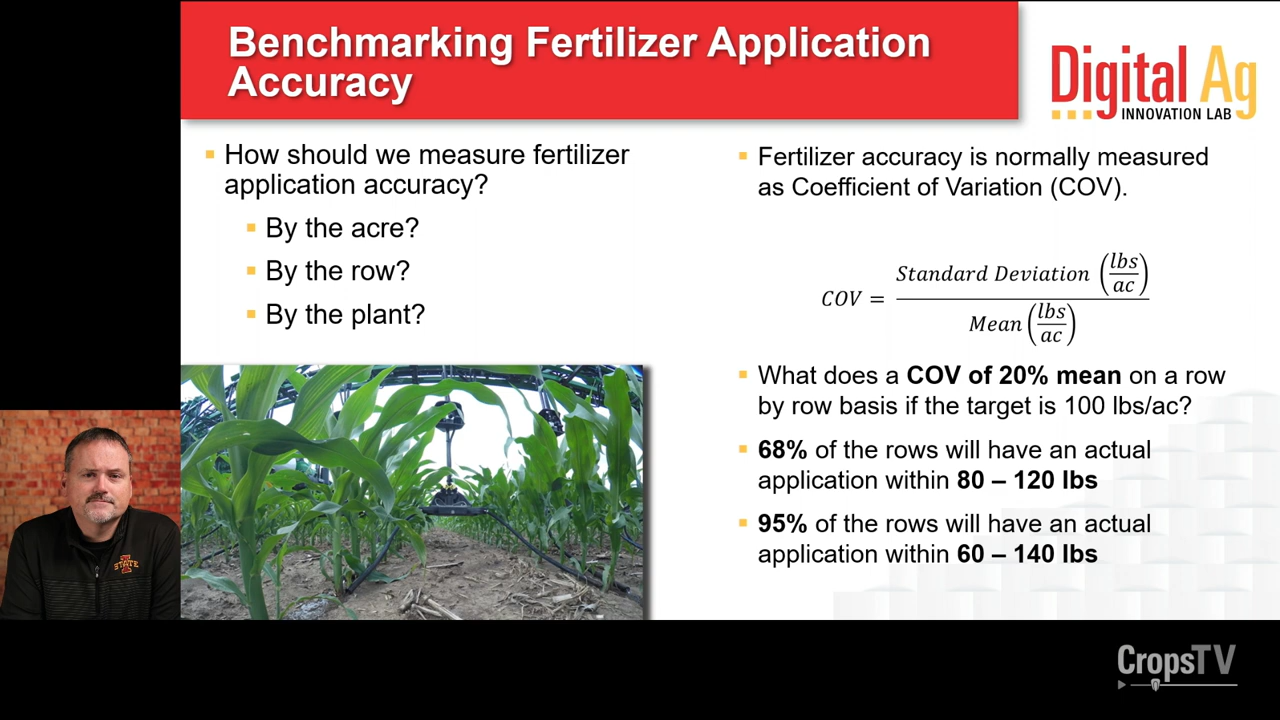 Benchmarking Fertilizer Application
Accuracy
Digital Ag
INNOVATION LAB
▪ How should we measure fertilizer
application accuracy?
▪ By the acre?
▪ By the row?
▪ By the plant?
▪ Fertilizer accuracy is normally measured
as Coefficient of Variation (COV).
COV = Standard Deviation (lbs/ac) / Mean (lbs/ac)
▪ What does a COV of 20% mean on a row
by row basis if the target is 100 lbs/ac?
▪ 68% of the rows will have an actual
application within 80 – 120 lbs
▪ 95% of the rows will have an actual
application within 60 – 140 lbs
I
STATE
CropsTV